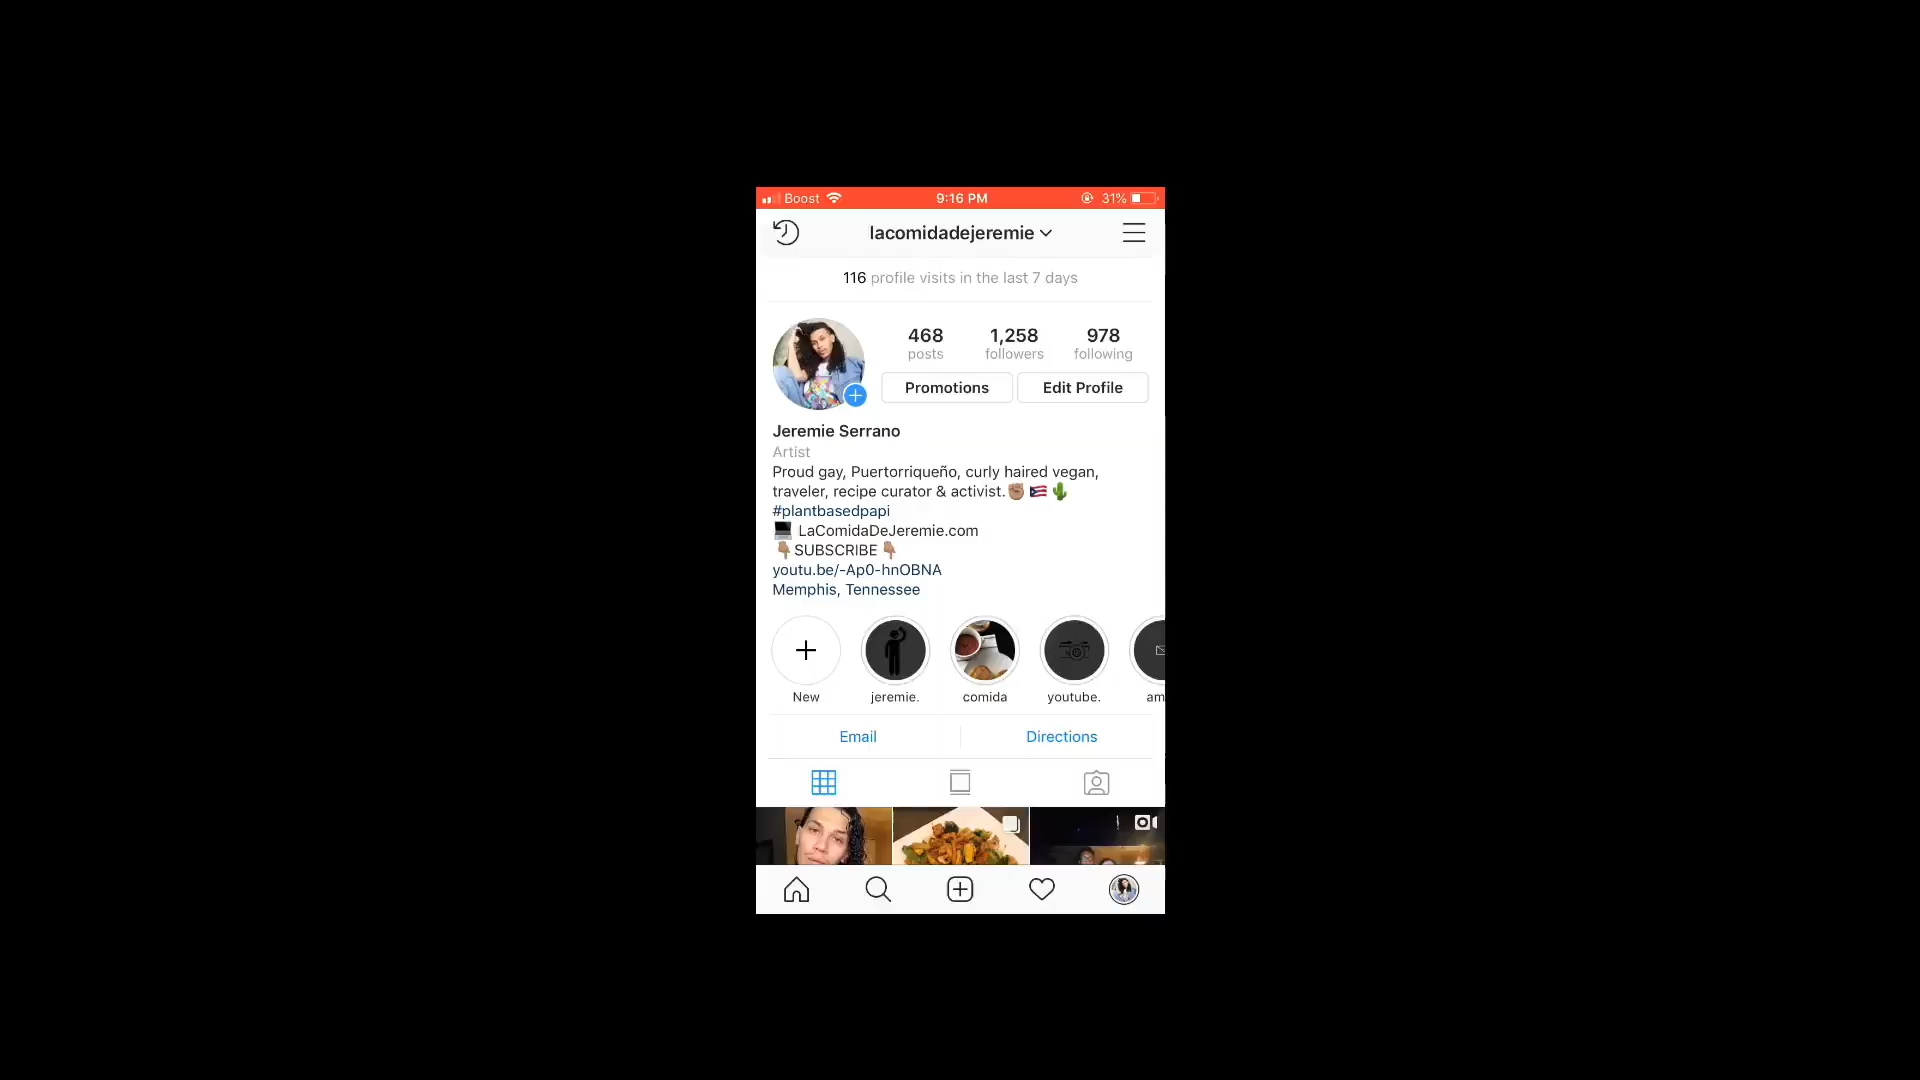 Boost 9:16 PM 31%
lacomidadejeremie
116 profile visits in the last 7 days
468 1,258 978
posts followers following
Promotions Edit Profile
Jeremie Serrano
Artist
Proud gay, Puertorriqueño, curly haired vegan,
traveler, recipe curator & activist.✊🏽 🇵🇷 🌵
#plantbasedpapi
💻 LaComidaDeJeremie.com
👇🏽SUBSCRIBE 👇🏽
youtu.be/-Ap0-hnOBNA
Memphis, Tennessee
New jeremie. comida youtube. am
Email Directions